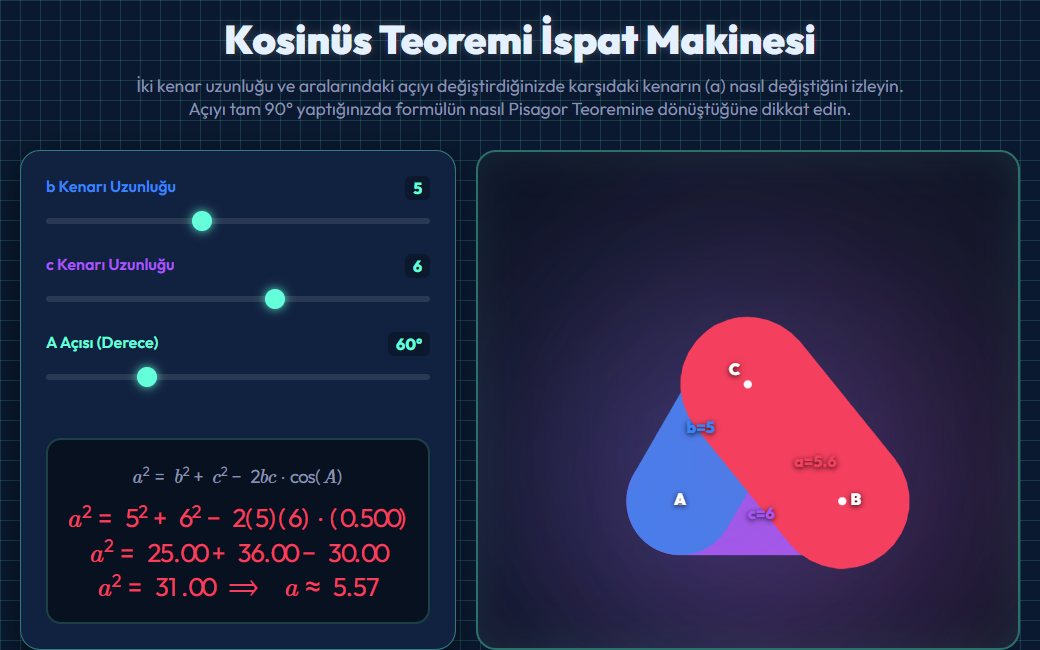 Kosinüs Teoremi İspat Makinesi
İki kenar uzunluğu ve aralarındaki açıyı değiştirdiğinizde karşıdaki kenarın (a) nasıl değiştiğini izleyin.
Açıyı tam 90° yaptığınızda formülün nasıl Pisagor Teoremine dönüştüğüne dikkat edin.
b Kenarı Uzunluğu 5
c Kenarı Uzunluğu 6
A Açısı (Derece) 60°
a² = b² + c² − 2bc · cos(A)
a² = 5² + 6² − 2(5)(6) · (0.500)
a² = 25.00 + 36.00 − 30.00
a² = 31.00 ⟹ a ≈ 5.57
C
b=5
a=5.6
A
B
c=6